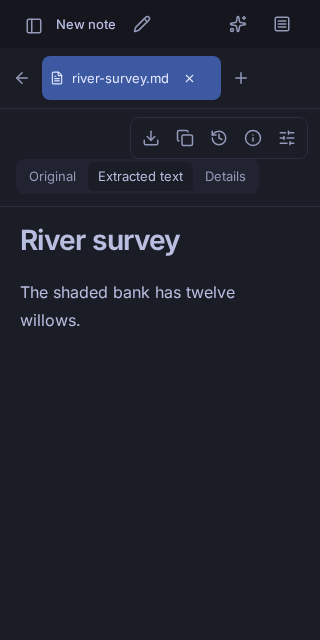 New note
river-survey.md
Original Extracted text Details
River survey
The shaded bank has twelve
willows.